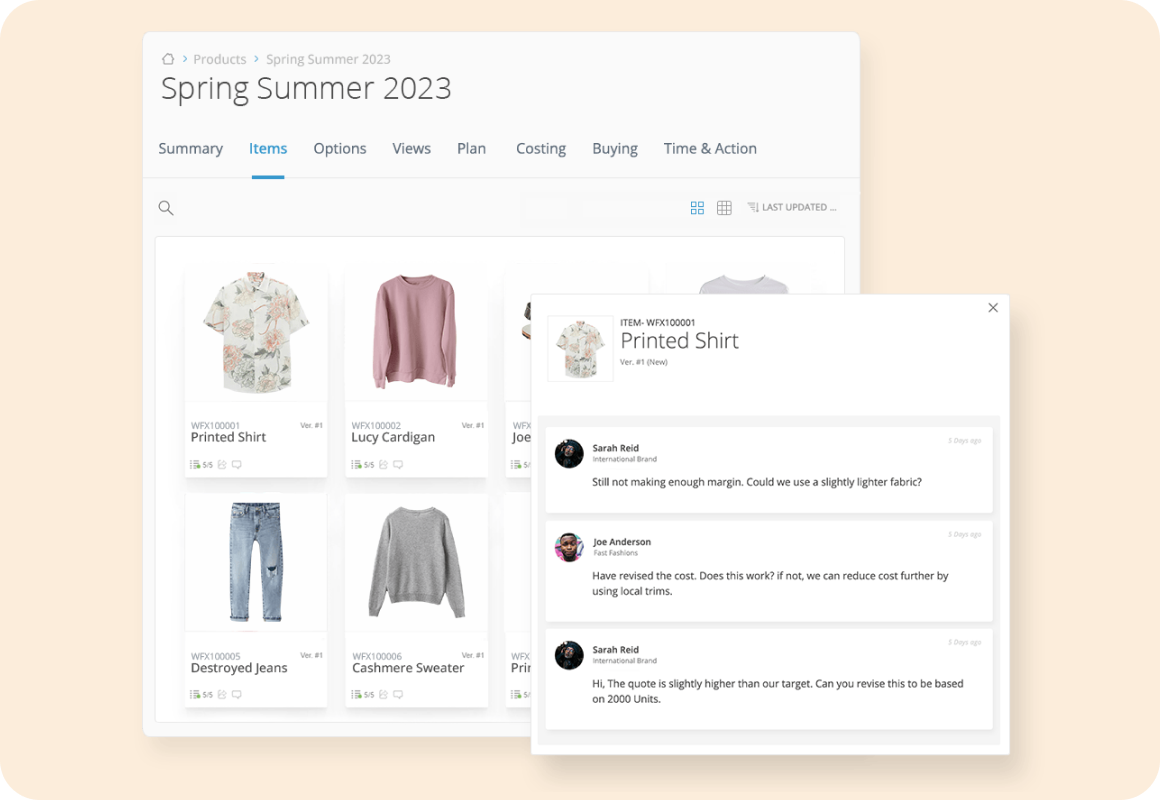 Products
Spring Summer 2023
Spring Summer 2023
Summary
Items
Options
Views
Plan
Costing
Buying
Time & Action
LAST UPDATED ...
WFX100001
Ver. #1
Printed Shirt
5/5
WFX100002
Ver. #1
Lucy Cardigan
5/5
WFX
Joe
5/
WFX100005
Ver. #1
Destroyed Jeans
5/5
WFX100006
Ver. #1
Cashmere Sweater
5/5
WFX
Prin
5/
ITEM- WFX100001
Printed Shirt
Ver. #1 (New)
Sarah Reid
5 Days ago
International Brand
Still not making enough margin. Could we use a slightly lighter fabric?
Joe Anderson
5 Days ago
Fast Fashions
Have revised the cost. Does this work? if not, we can reduce cost further by
using local trims.
Sarah Reid
5 Days ago
International Brand
Hi, The quote is slightly higher than our target. Can you revise this to be based
on 2000 Units.